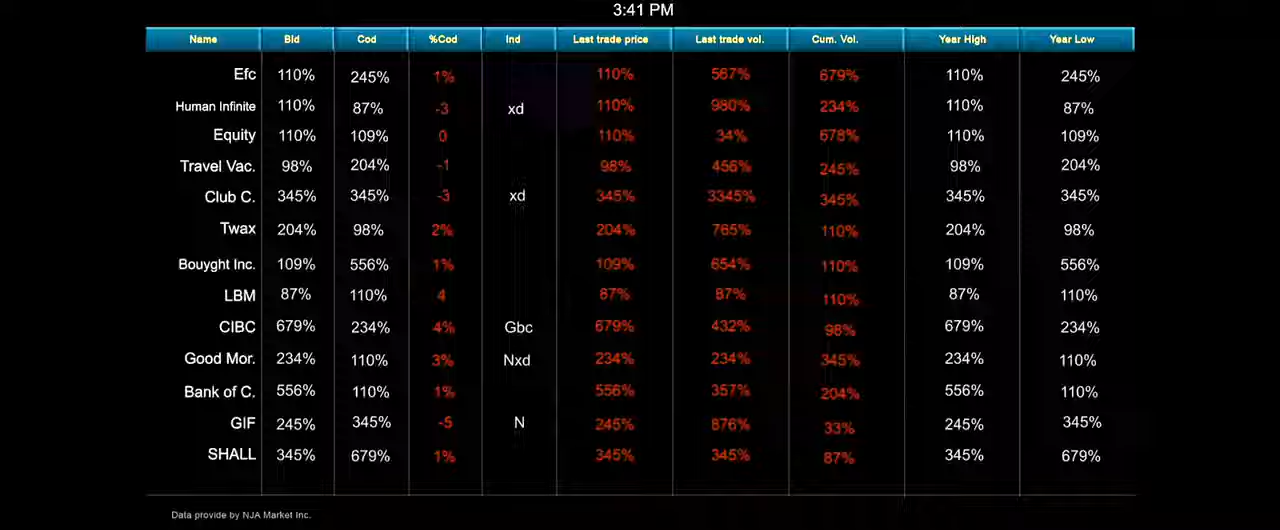 3:41 PM
Name Bid Cod %Cod Ind Last trade price Last trade vol. Cum. Vol. Year High Year Low
Efc 110% 245% 1% 110% 567% 679% 110% 245%
Human Infinite 110% 87% -3 xd 110% 980% 234% 110% 87%
Equity 110% 109% 0 110% 34% 678% 110% 109%
Travel Vac. 98% 204% -1 98% 456% 245% 98% 204%
Club C. 345% 345% -3 xd 345% 3345% 345% 345% 345%
Twax 204% 98% 2% 204% 765% 110% 204% 98%
Bouyght Inc. 109% 556% 1% 109% 654% 110% 109% 556%
LBM 87% 110% 4 87% 87% 110% 87% 110%
CIBC 679% 234% 4% Gbc 679% 432% 98% 679% 234%
Good Mor. 234% 110% 3% Nxd 234% 234% 345% 234% 110%
Bank of C. 556% 110% 1% 556% 357% 204% 556% 110%
GIF 245% 345% -5 N 245% 876% 33% 245% 345%
SHALL 345% 679% 1% 345% 345% 87% 345% 679%
Data provide by NJA Market Inc.